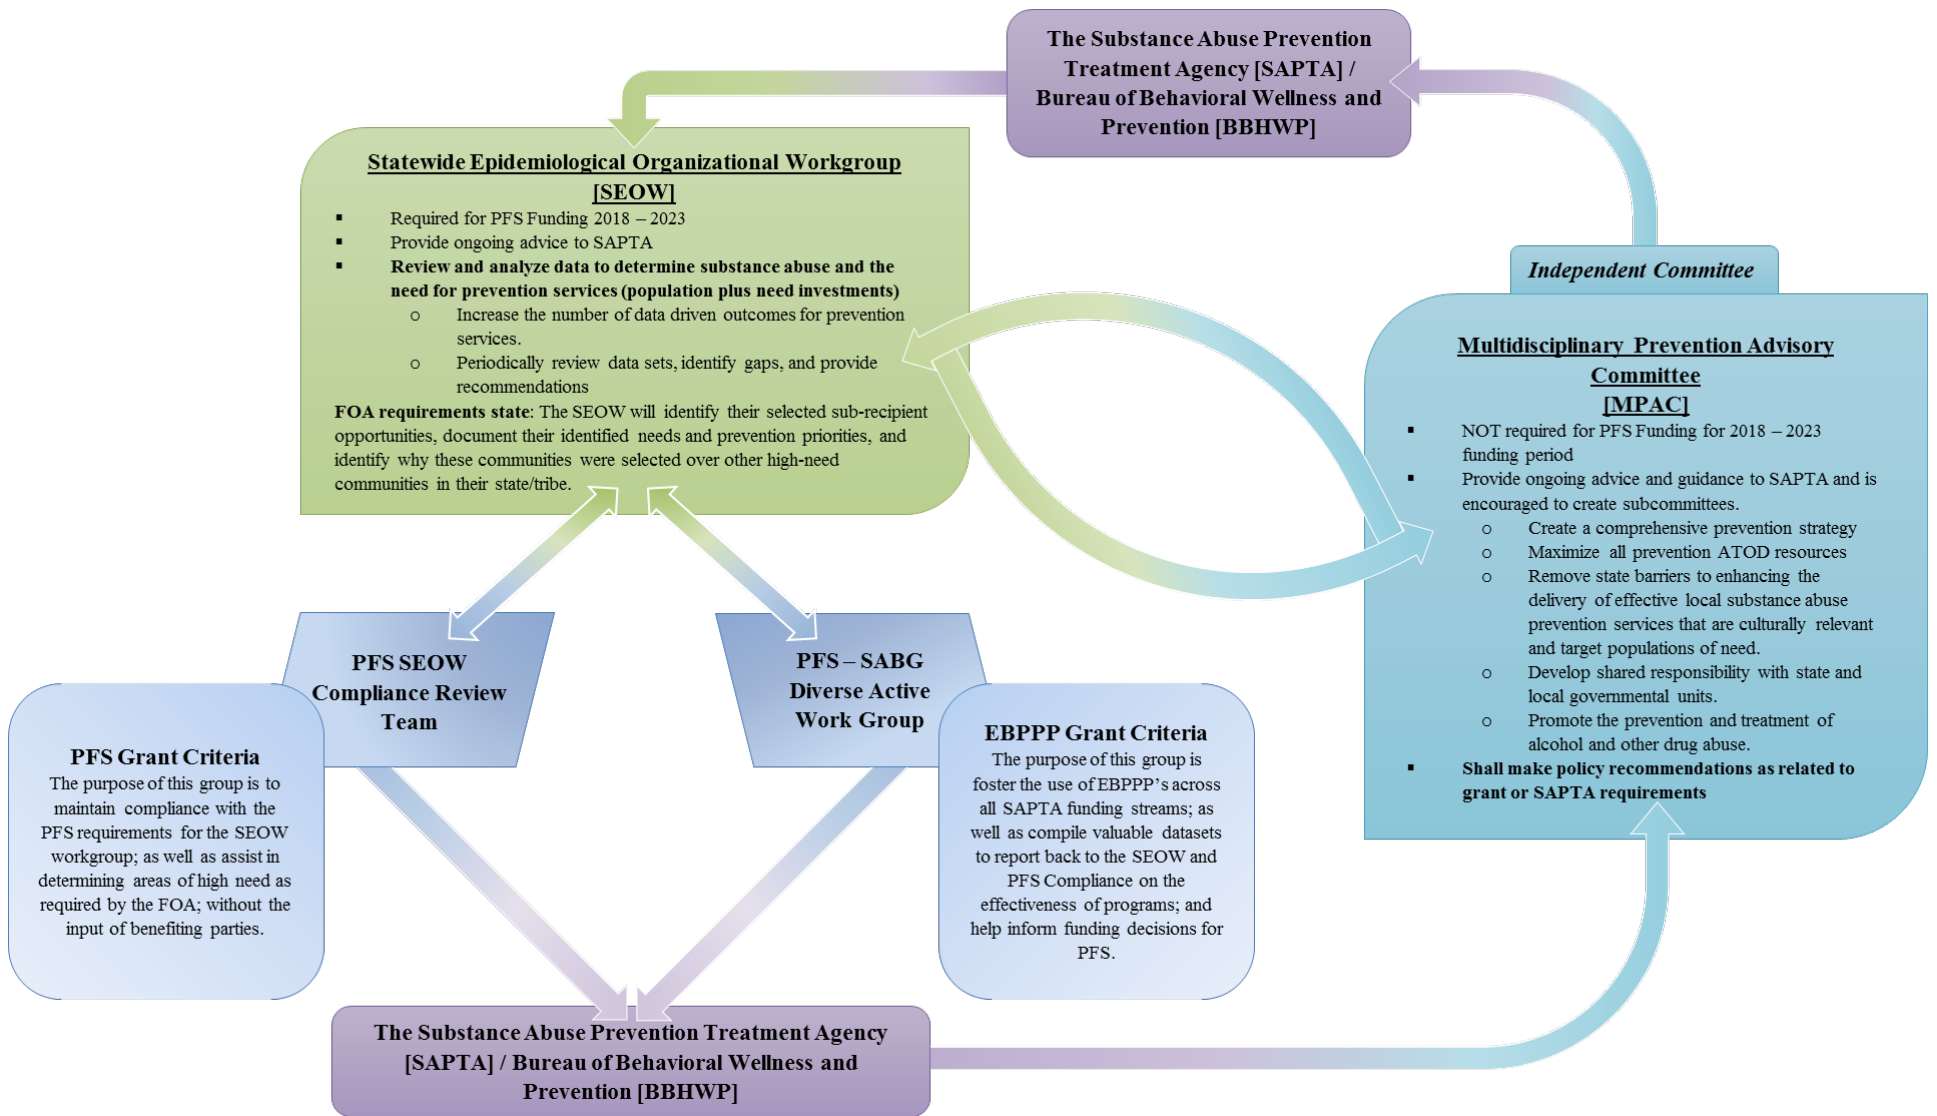 The Substance Abuse Prevention
Treatment Agency [SAPTA] /
Bureau of Behavioral Wellness and
Prevention [BBHWP]
Statewide Epidemiological Organizational Workgroup
[SEOW]
▪ Required for PFS Funding 2018 – 2023
▪ Provide ongoing advice to SAPTA
▪ Review and analyze data to determine substance abuse and the
need for prevention services (population plus need investments)
o Increase the number of data driven outcomes for prevention
services.
o Periodically review data sets, identify gaps, and provide
recommendations
FOA requirements state: The SEOW will identify their selected sub-recipient
opportunities, document their identified needs and prevention priorities, and
identify why these communities were selected over other high-need
communities in their state/tribe.
Independent Committee
Multidisciplinary Prevention Advisory
Committee
[MPAC]
▪ NOT required for PFS Funding for 2018 – 2023
funding period
▪ Provide ongoing advice and guidance to SAPTA and is
encouraged to create subcommittees.
o Create a comprehensive prevention strategy
o Maximize all prevention ATOD resources
o Remove state barriers to enhancing the
delivery of effective local substance abuse
prevention services that are culturally relevant
and target populations of need.
o Develop shared responsibility with state and
local governmental units.
o Promote the prevention and treatment of
alcohol and other drug abuse.
▪ Shall make policy recommendations as related to
grant or SAPTA requirements
PFS SEOW
Compliance Review
Team
PFS – SABG
Diverse Active
Work Group
PFS Grant Criteria
The purpose of this group is to
maintain compliance with the
PFS requirements for the SEOW
workgroup; as well as assist in
determining areas of high need as
required by the FOA; without the
input of benefiting parties.
EBPPP Grant Criteria
The purpose of this group is
foster the use of EBPPP's across
all SAPTA funding streams; as
well as compile valuable datasets
to report back to the SEOW and
PFS Compliance on the
effectiveness of programs; and
help inform funding decisions for
PFS.
The Substance Abuse Prevention Treatment Agency
[SAPTA] / Bureau of Behavioral Wellness and
Prevention [BBHWP]